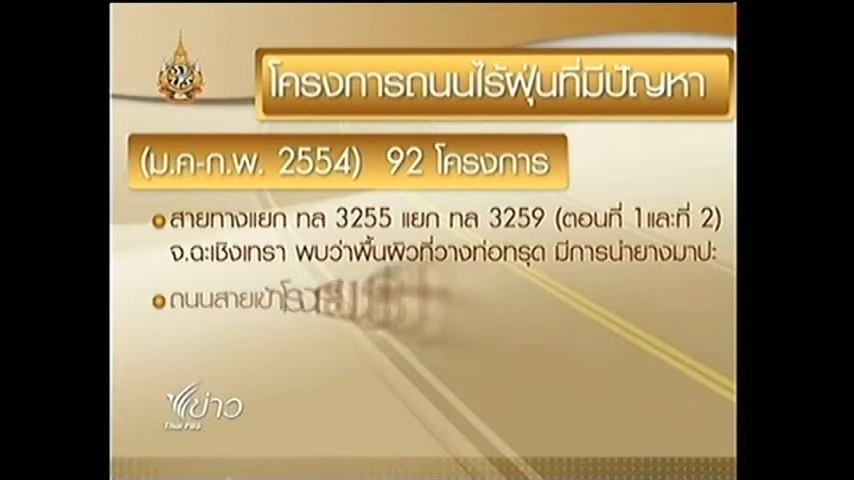 โครงการถนนไร้ฝุ่นที่มีปัญหา
(ม.ค-ก.พ. 2554) 92 โครงการ
สายทางแยก ทล 3255 แยก ทล 3259 (ตอนที่ 1และที่ 2)
จ.ฉะเชิงเทรา พบว่าพื้นผิวที่วางท่อทรุด มีการนำยางมาปะ
ถนนสายเข้า
ข่าว
Thai PBS